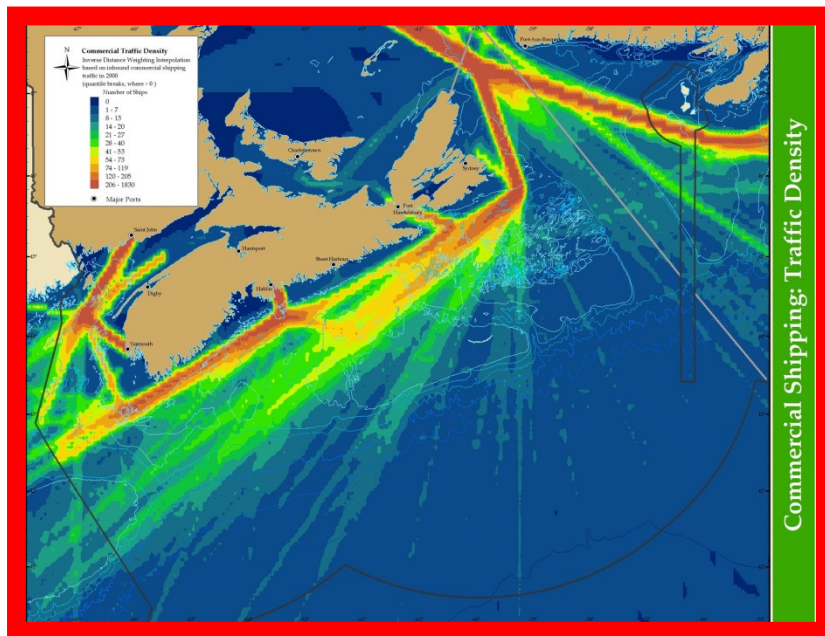 Port-Aux-Basques
N
Commercial Traffic Density
Inverse Distance Weighting Interpolation
based on inbound commercial shipping
traffic in 2000
(quantile breaks, where > 0 )
Number of Ships
0
1 - 7
8 - 13
14 - 20
21 - 27
28 - 40
41 - 53
54 - 73
74 - 119
120 - 205
206 - 1830
Major Ports
Charlottetown
Sydney
Port
Hawkesbury
Saint John
Hantsport
Sheet Harbour
Digby
Halifax
Yarmouth
Commercial Shipping: Traffic Density